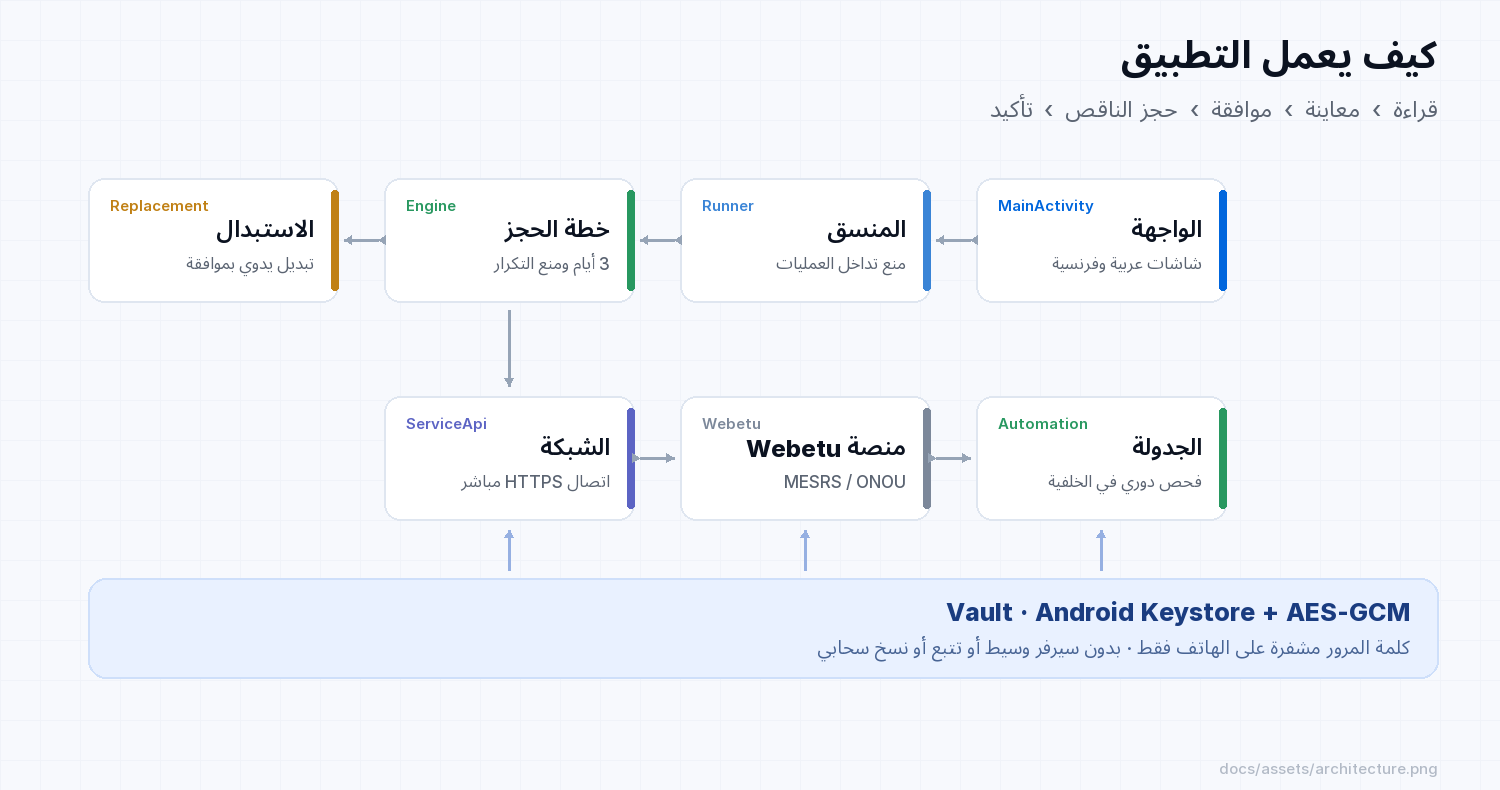 كيف يعمل التطبيق
قراءة › معاينة › موافقة › حجز الناقص › تأكيد
MainActivity
الواجهة
شاشات عربية وفرنسية
Runner
المنسق
منع تداخل العمليات
Engine
خطة الحجز
3 أيام ومنع التكرار
Replacement
الاستبدال
تبديل يدوي بموافقة
Automation
الجدولة
فحص دوري في الخلفية
Webetu
منصة Webetu
MESRS / ONOU
ServiceApi
الشبكة
اتصال HTTPS مباشر
Vault · Android Keystore + AES-GCM
كلمة المرور مشفرة على الهاتف فقط · بدون سيرفر وسيط أو تتبع أو نسخ سحابي
docs/assets/architecture.png